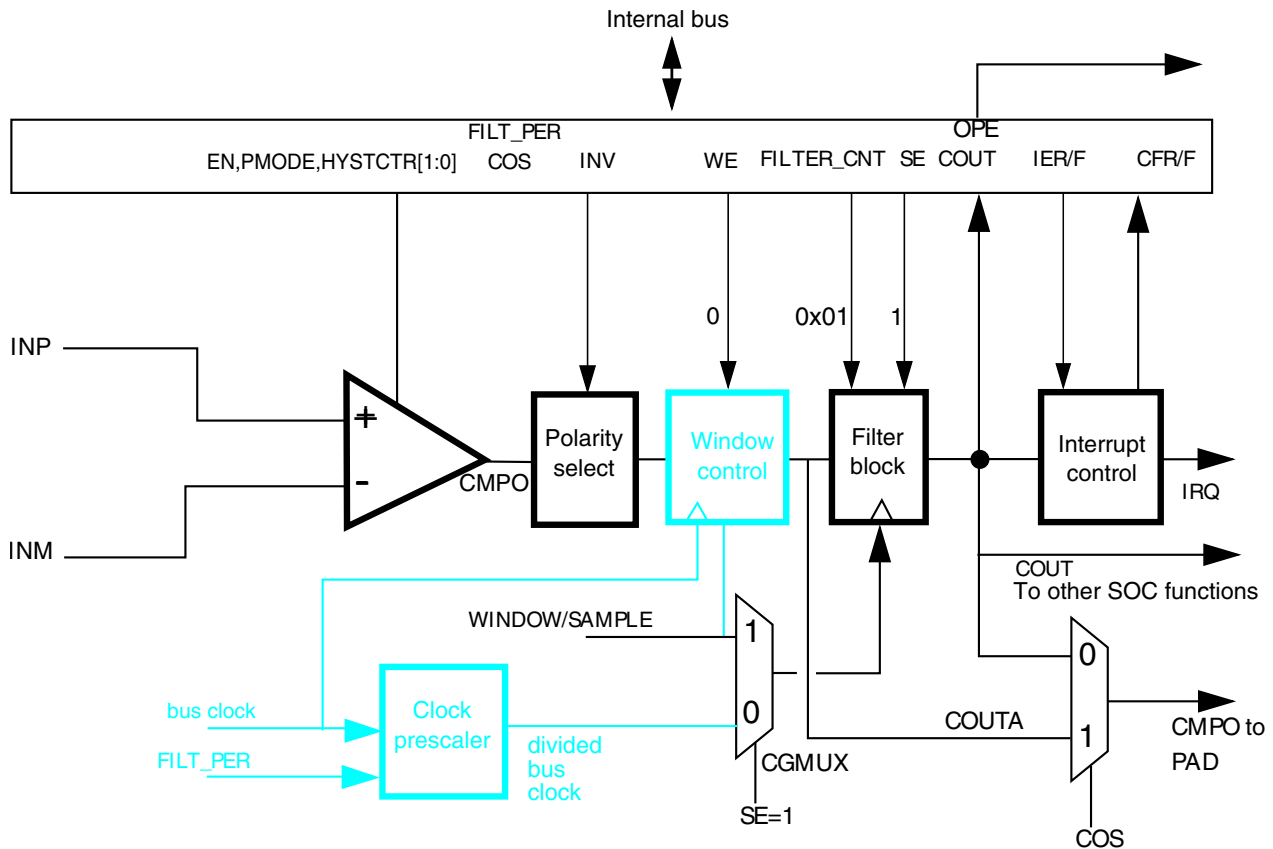 Internal bus
FILT_PER
OPE
EN,PMODE,HYSTCTR[1:0]
COS
INV
WE
FILTER_CNT
SE
COUT
IER/F
CFR/F
0
0x01
1
INP
+
-
INM
CMPO
Polarity
select
Window
control
Filter
block
Interrupt
control
IRQ
COUT
To other SOC functions
WINDOW/SAMPLE
1
0
CGMUX
SE=1
bus clock
FILT_PER
Clock
prescaler
divided
bus
clock
COUTA
0
1
CMPO to
PAD
COS